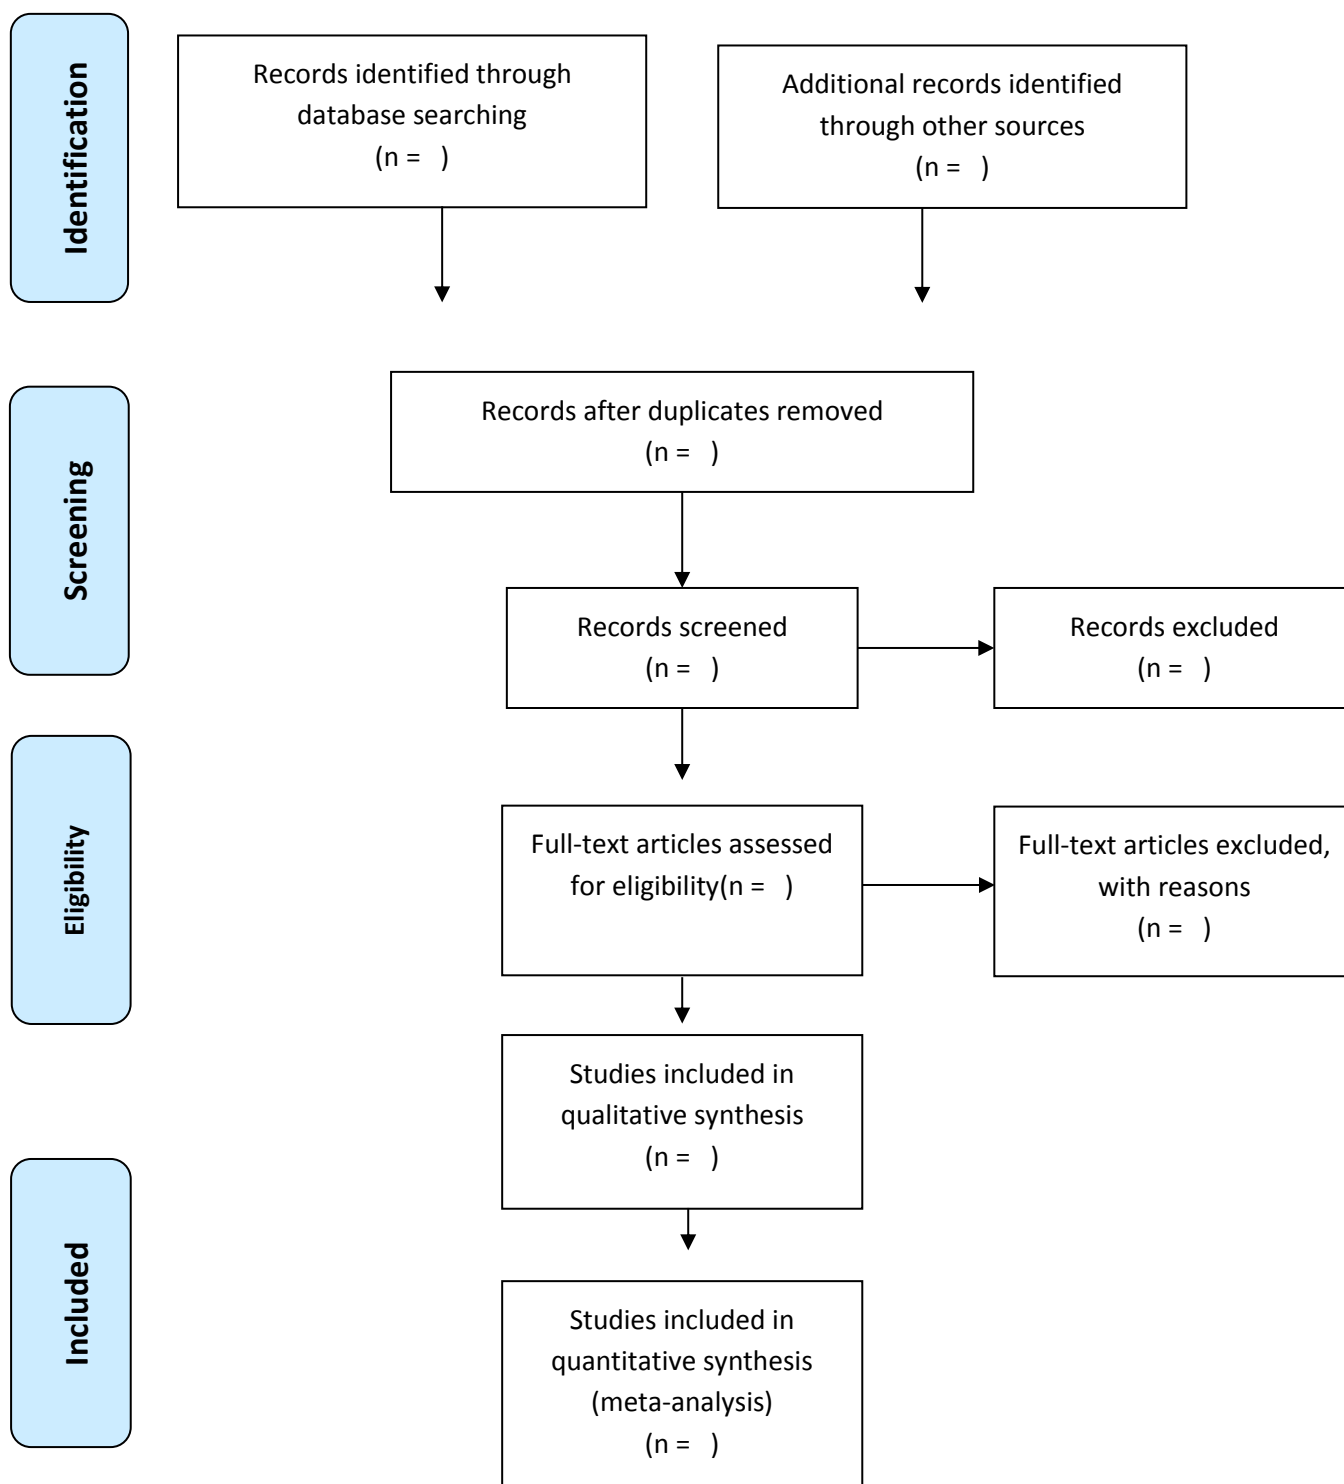 Identification
Records identified through
database searching
(n =   )
Additional records identified
through other sources
(n =   )
Screening
Records after duplicates removed
(n =   )
Records screened
(n =   )
Records excluded
(n =   )
Eligibility
Full-text articles assessed
for eligibility(n =   )
Full-text articles excluded,
with reasons
(n =   )
Studies included in
qualitative synthesis
(n =   )
Included
Studies included in
quantitative synthesis
(meta-analysis)
(n =   )